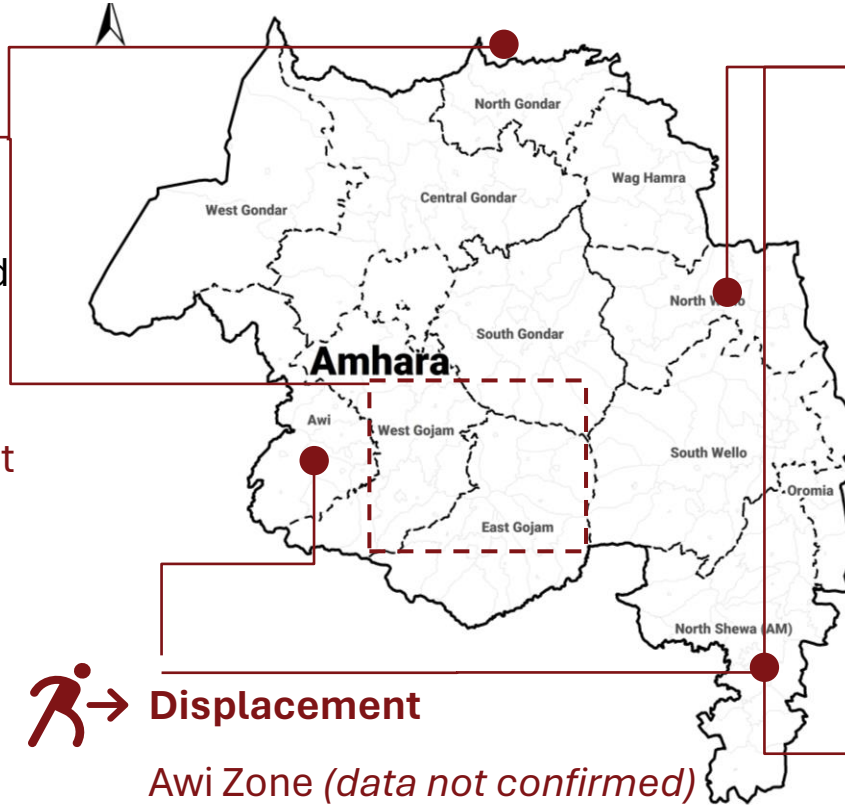 North Gondar
Wag Hamra
Central Gondar
West Gondar
d
North
South Gondar
Amhara
Awi
West Gojam
t
South Wello
Oromia
East Gojam
North Shewa (AM)
Displacement
Awi Zone (data not confirmed)